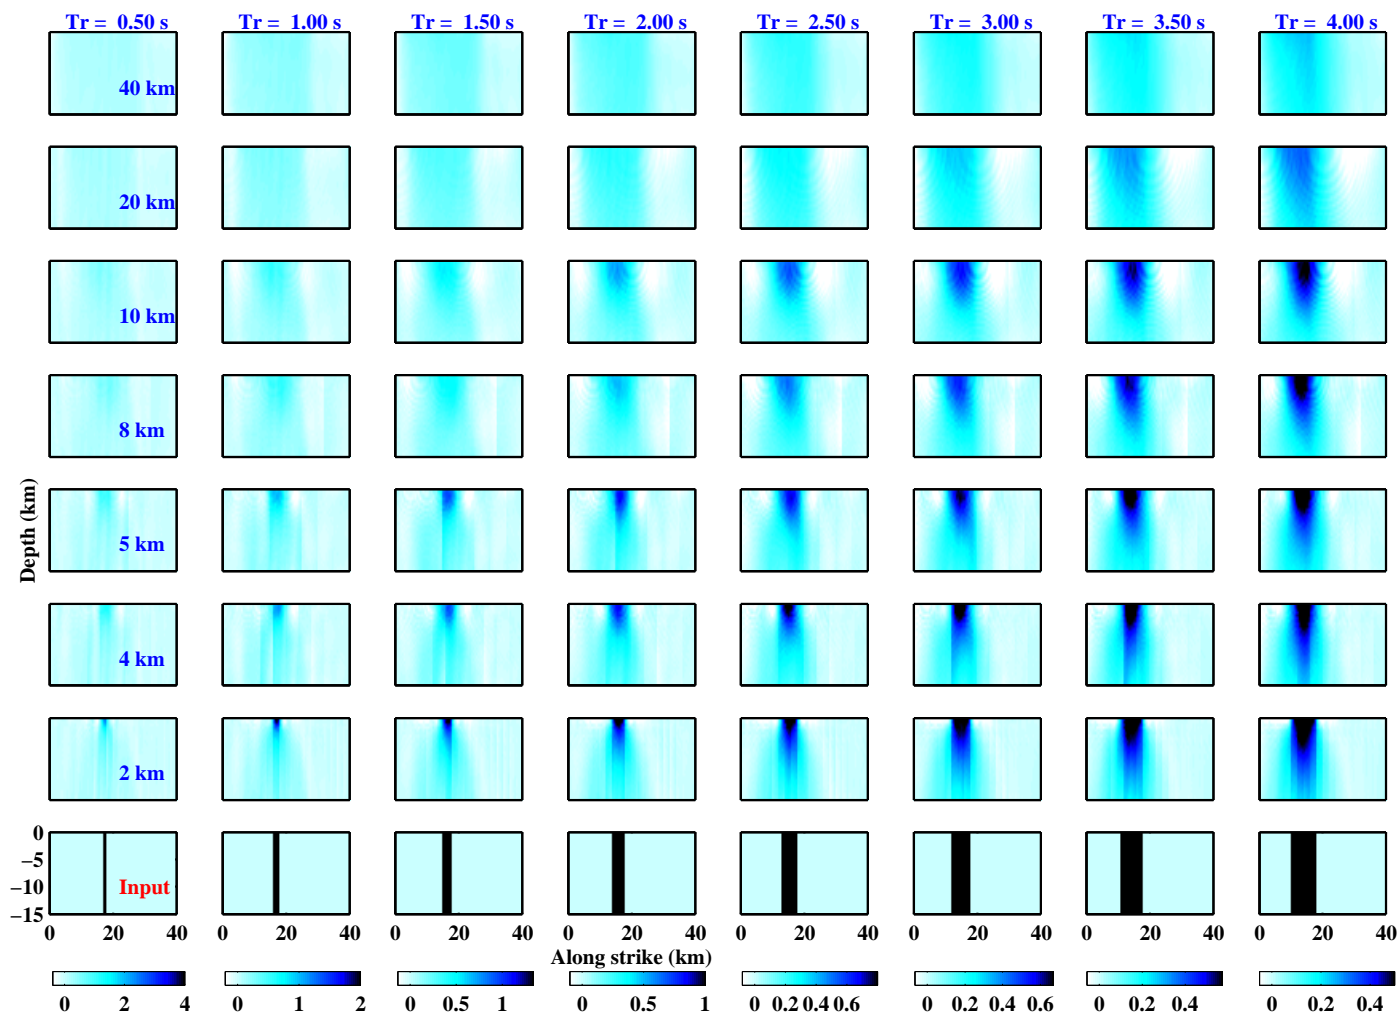 Tr = 0.50 s Tr = 1.00 s Tr = 1.50 s Tr = 2.00 s Tr = 2.50 s Tr = 3.00 s Tr = 3.50 s Tr = 4.00 s
40 km
20 km
10 km
8 km
5 km
4 km
2 km
Input
Depth (km)
0
−5
−10
−15
0 20 40 0 20 40 0 20 40 0 20 40 0 20 40 0 20 40 0 20 40 0 20 40
Along strike (km)
0 2 4 0 1 2 0 0.5 1 0 0.5 1 0 0.2 0.4 0.6 0 0.2 0.4 0.6 0 0.2 0.4 0 0.2 0.4